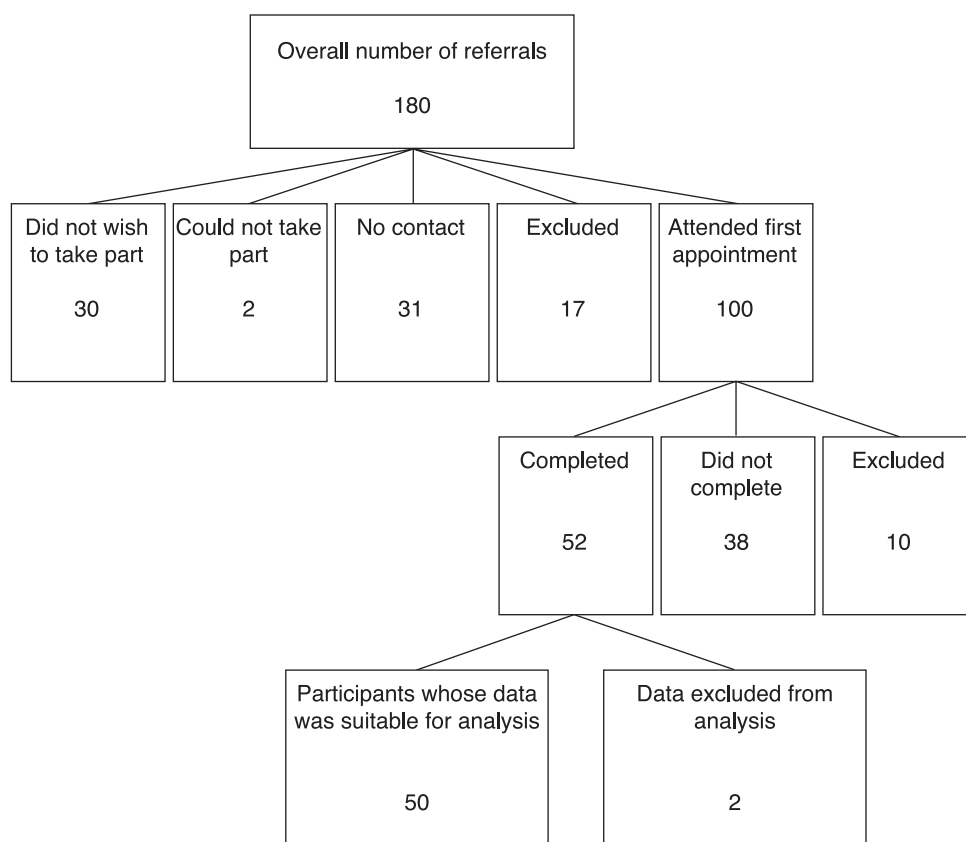 Overall number of referrals
180
Did not wish
to take part
30
Could not take
part
2
No contact
31
Excluded
17
Attended first
appointment
100
Completed
52
Did not
complete
38
Excluded
10
Participants whose data
was suitable for analysis
50
Data excluded from
analysis
2